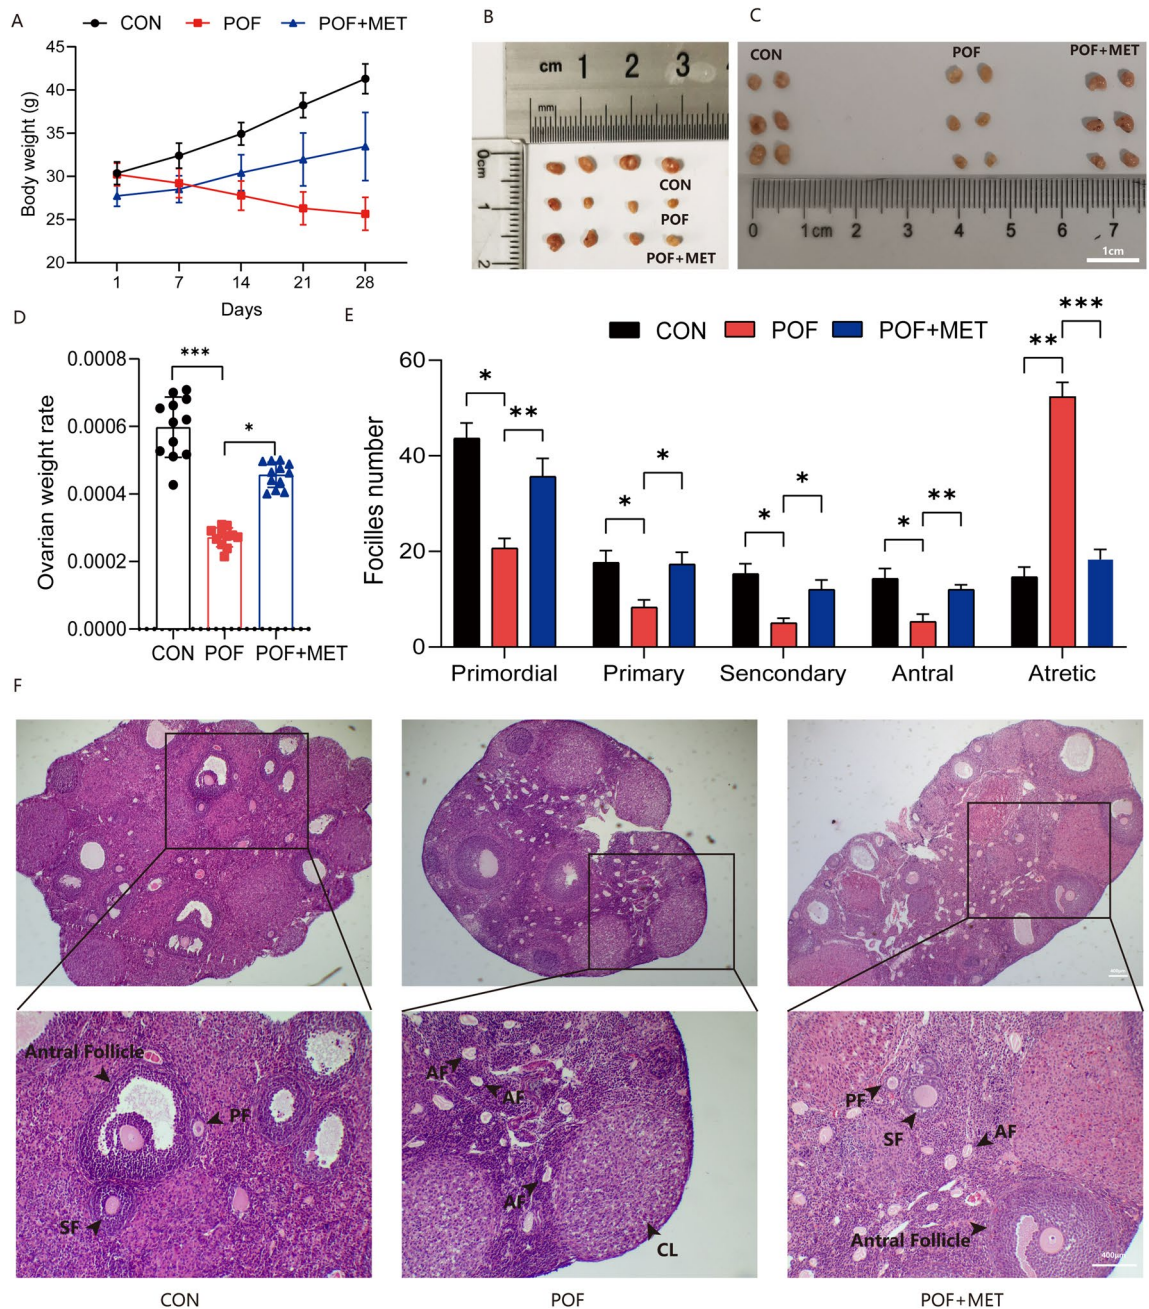 A
CON POF POF+MET
45
40
35
30
25
20
Body weight (g)
1 7 14 21 28
Days
B
cm 1 2 3
mm
0cm
1
2
CON
POF
POF+MET
C
CON POF POF+MET
0 1cm 2 3 4 5 6 7
1cm
D
0.0008
0.0006
0.0004
0.0002
0.0000
Ovarian weight rate
***
*
CON POF POF+MET
E
CON POF POF+MET
60
40
20
0
Focilles number
* ** * * * * * ** ** ***
Primordial Primary Sencondary Antral Atretic
F
400μm
Antral Follicle
PF
SF
AF
AF
AF
CL
PF
SF
AF
Antral Follicle
400μm
CON POF POF+MET